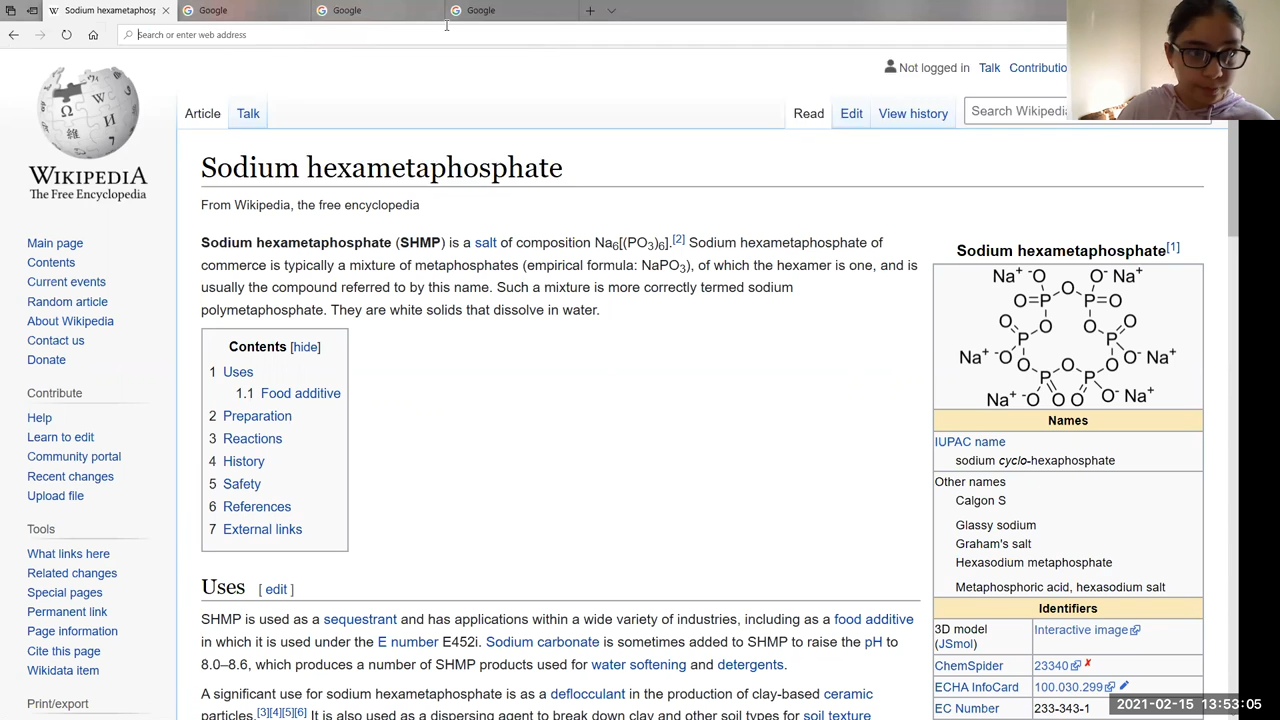 Sodium hexametaphosp
Google
Google
Google
Search or enter web address
Not logged in Talk Contributio
Article Talk Read Edit View history Search Wikipedi
WIKIPEDIA
The Free Encyclopedia
Main page
Contents
Current events
Random article
About Wikipedia
Contact us
Donate
Contribute
Help
Learn to edit
Community portal
Recent changes
Upload file
Tools
What links here
Related changes
Special pages
Permanent link
Page information
Cite this page
Wikidata item
Print/export
Sodium hexametaphosphate
From Wikipedia, the free encyclopedia
Sodium hexametaphosphate (SHMP) is a salt of composition Na6[(PO3)6].[2] Sodium hexametaphosphate of
commerce is typically a mixture of metaphosphates (empirical formula: NaPO3), of which the hexamer is one, and is
usually the compound referred to by this name. Such a mixture is more correctly termed sodium
polymetaphosphate. They are white solids that dissolve in water.
Contents [hide]
1 Uses
1.1 Food additive
2 Preparation
3 Reactions
4 History
5 Safety
6 References
7 External links
Uses [ edit ]
SHMP is used as a sequestrant and has applications within a wide variety of industries, including as a food additive
in which it is used under the E number E452i. Sodium carbonate is sometimes added to SHMP to raise the pH to
8.0–8.6, which produces a number of SHMP products used for water softening and detergents.
A significant use for sodium hexametaphosphate is as a deflocculant in the production of clay-based ceramic
particles.[3][4][5][6] It is also used as a dispersing agent to break down clay and other soil types for soil texture
Sodium hexametaphosphate[1]
Na+ -O O- Na+
O=P O P=O
O O O O
Na+ -O P P O- Na+
O O O
P P
Na+ -O O O O- Na+
Names
IUPAC name
sodium cyclo-hexaphosphate
Other names
Calgon S
Glassy sodium
Graham's salt
Hexasodium metaphosphate
Metaphosphoric acid, hexasodium salt
Identifiers
3D model Interactive image
(JSmol)
ChemSpider 23340
ECHA InfoCard 100.030.299
EC Number 233-343-1
2021-02-15 13:53:05